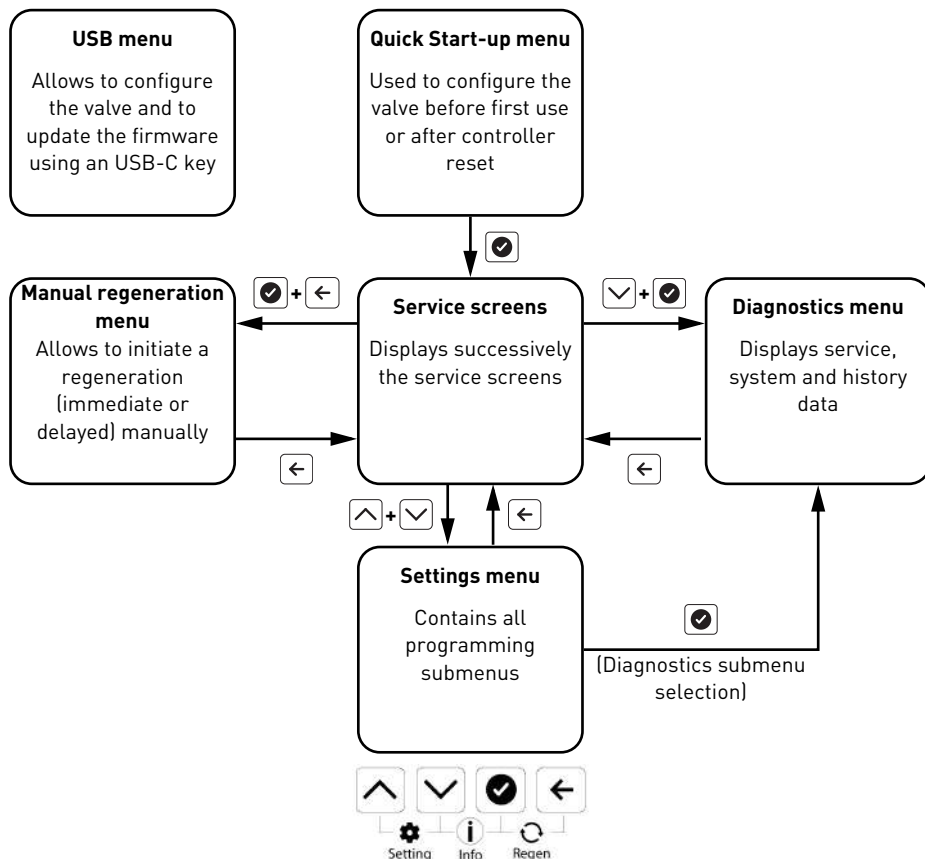 USB menu
Allows to configure
the valve and to
update the firmware
using an USB-C key
Quick Start-up menu
Used to configure the
valve before first use
or after controller
reset
Manual regeneration
menu
Allows to initiate a
regeneration
(immediate or
delayed) manually
+
Service screens
Displays successively
the service screens
+
Diagnostics menu
Displays service,
system and history
data
+
Settings menu
Contains all
programming
submenus
(Diagnostics submenu
selection)
Setting
Info
Regen